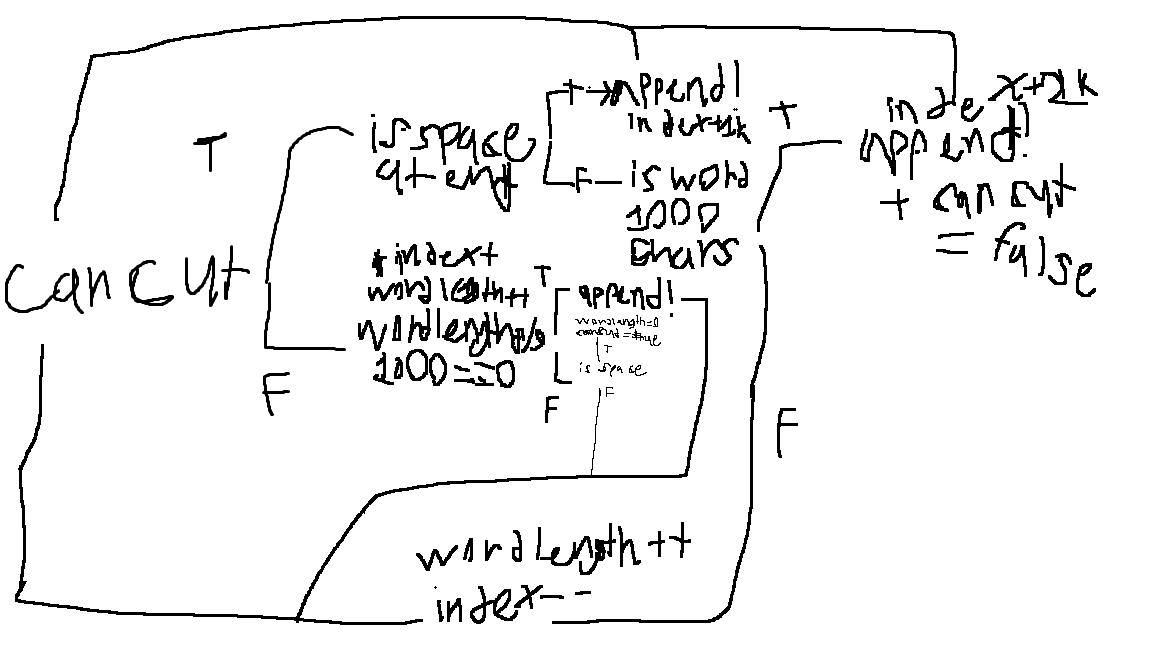 T
cancut
F
is space
at end
T
append!
index+1k
F
is word
1000
chars
T
index+1k
append!
+ cancut
= false
F
+index+
wordlength++
wordlength%
1000==0
T
append!
wordlength=0
cancut=true
T
is space
F
F
wordLength++
index--